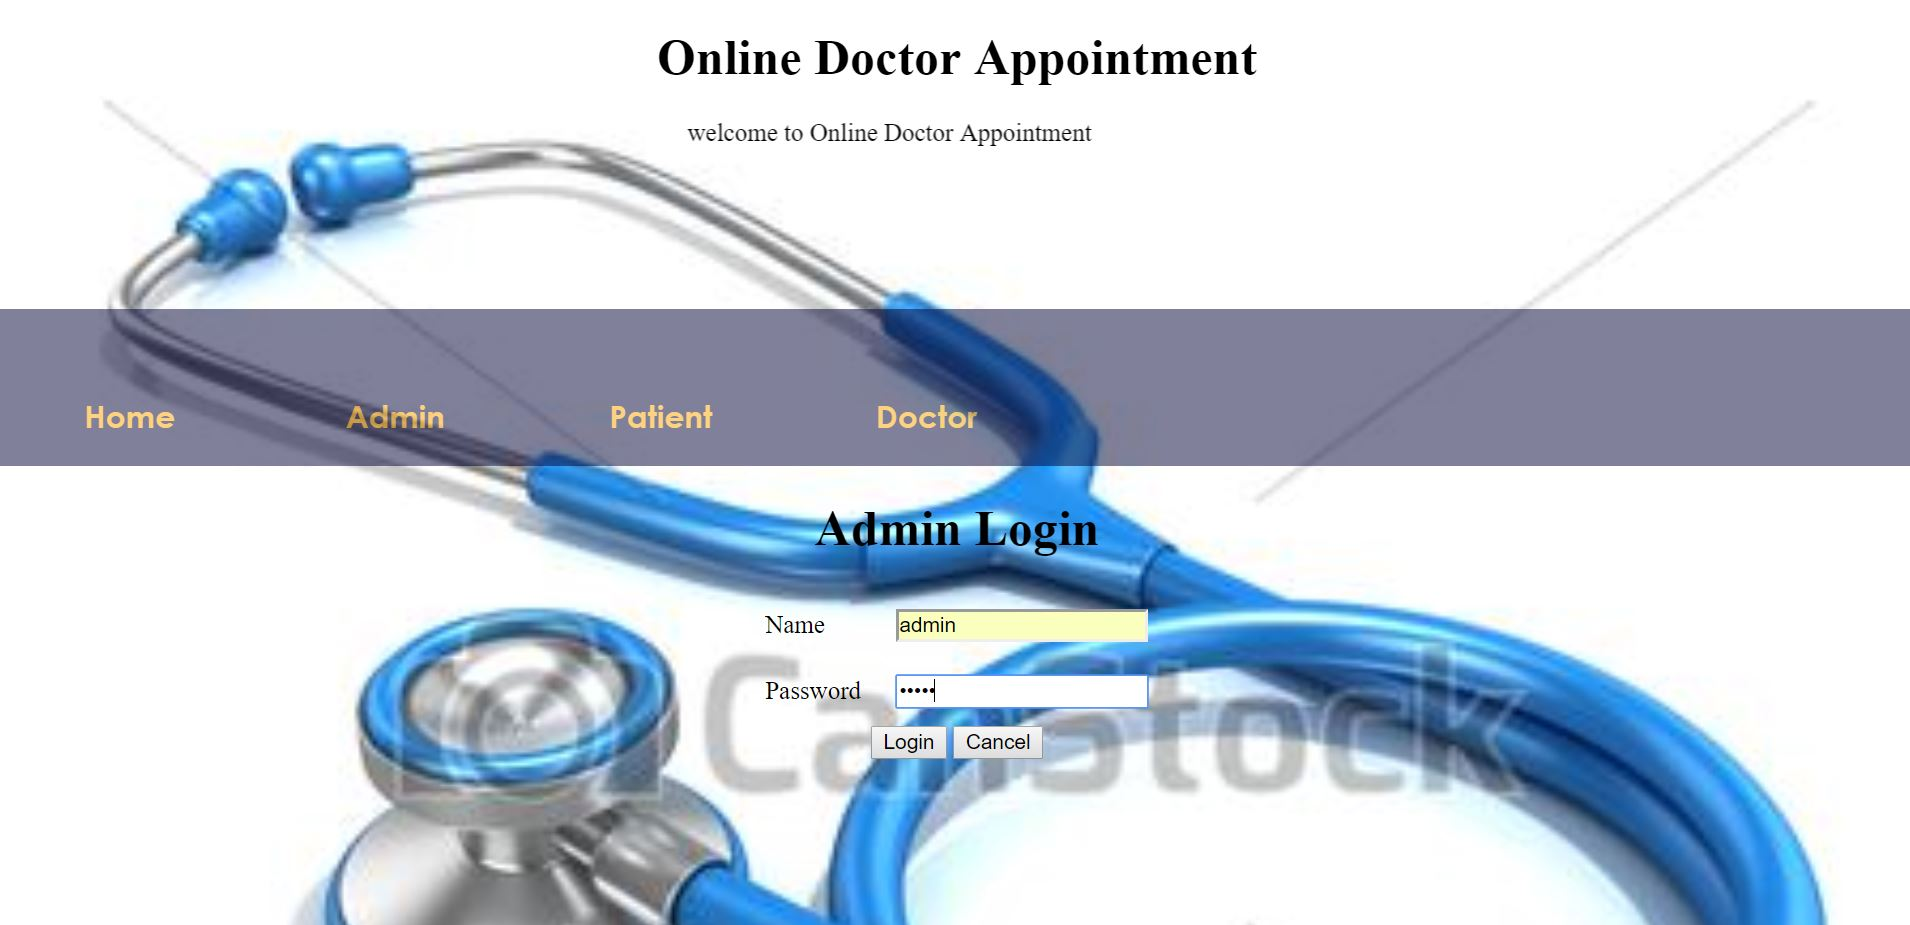 Online Doctor Appointment
welcome to Online Doctor Appointment
Home Admin Patient Doctor
Admin Login
Name admin
Password •••••
Login Cancel
CanStock